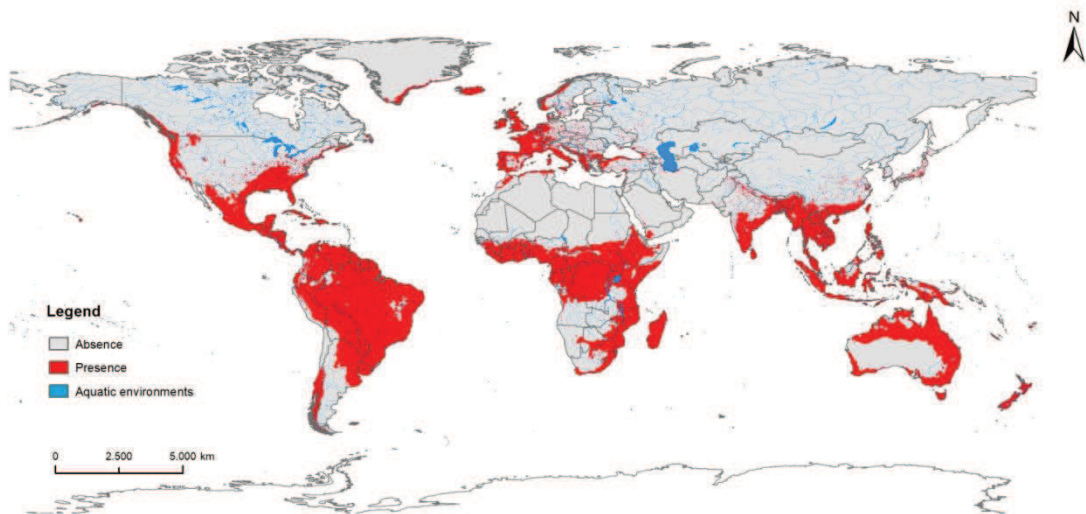 N
Legend
Absence
Presence
Aquatic environments
0 2.500 5.000 km